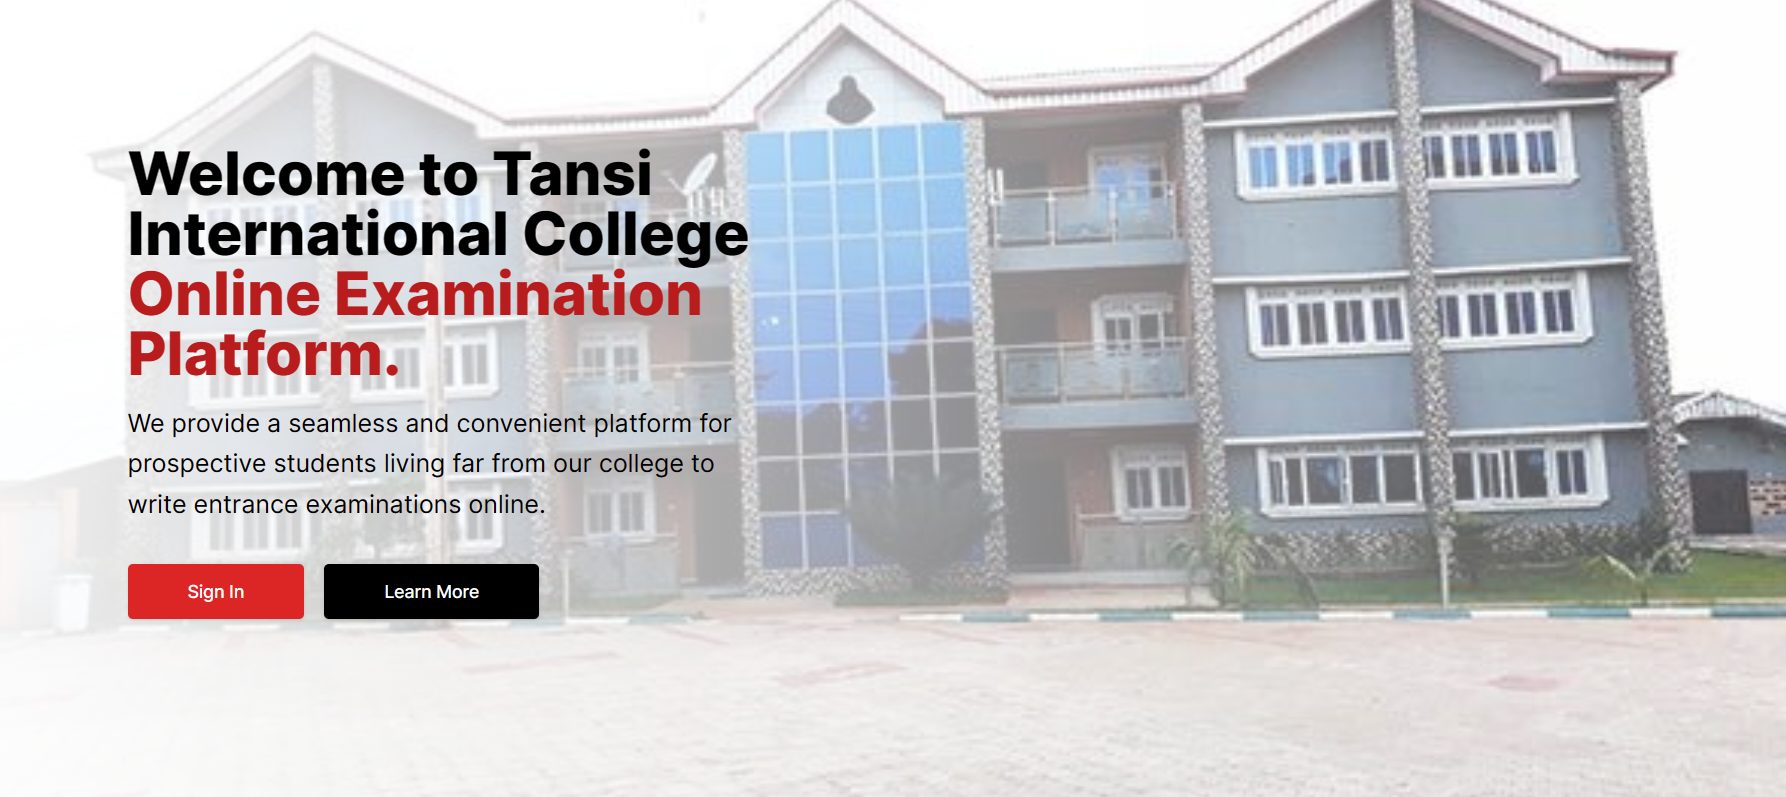 Welcome to Tansi
International College
Online Examination
Platform.
We provide a seamless and convenient platform for
prospective students living far from our college to
write entrance examinations online.
Sign In
Learn More